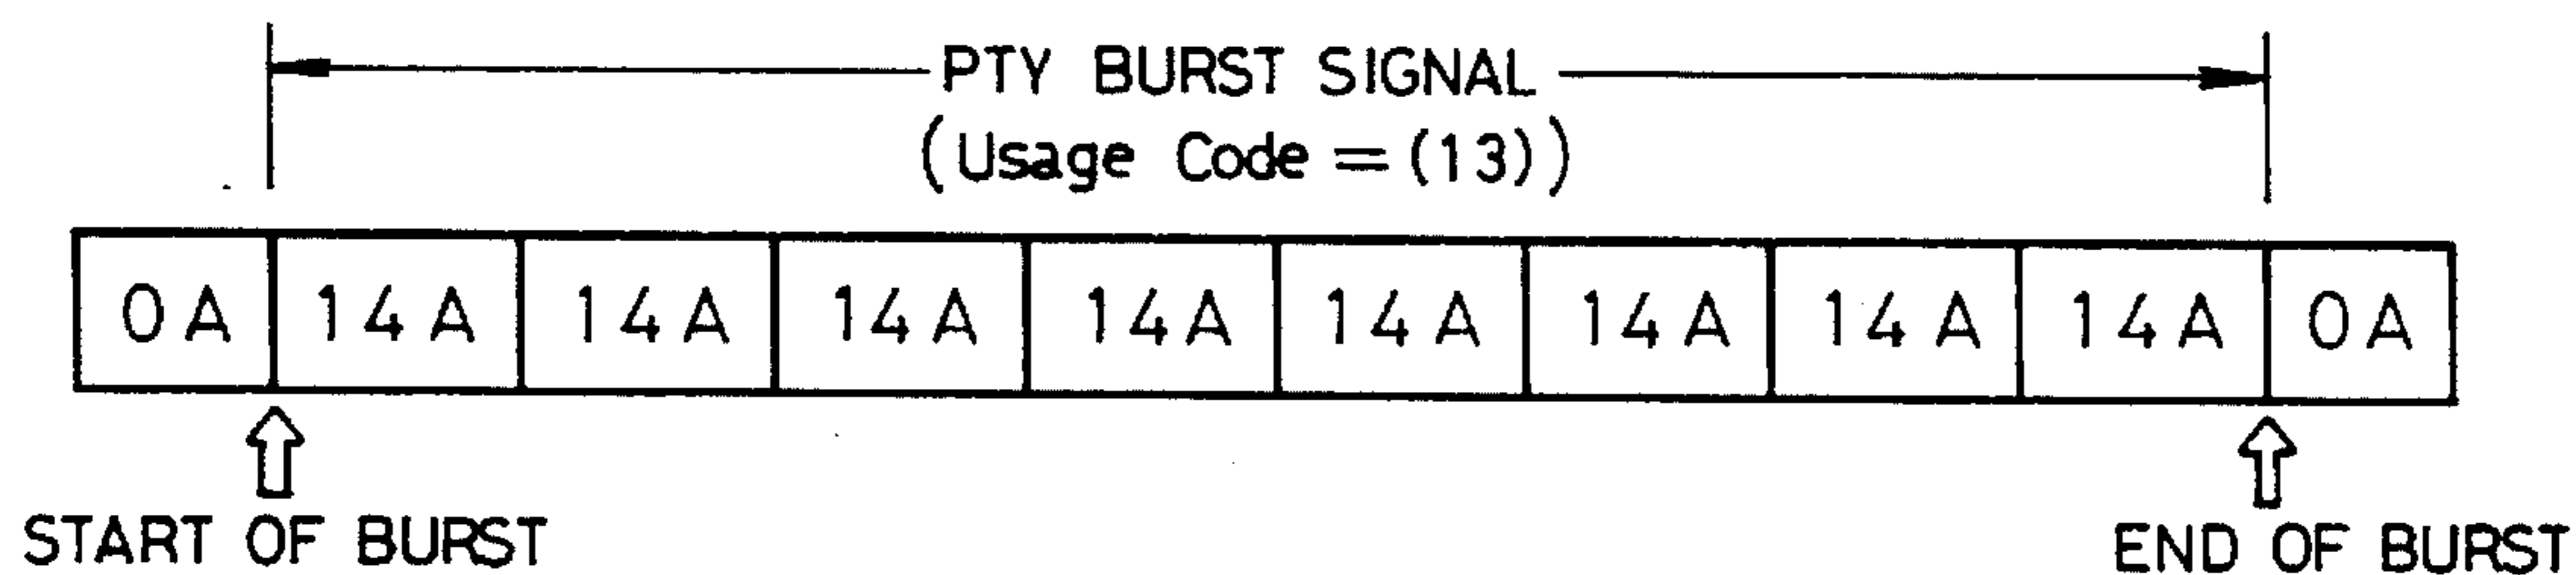 PTY BURST SIGNAL
(Usage Code = (13))
0A 14A 14A 14A 14A 14A 14A 14A 14A 0A
START OF BURST END OF BURST